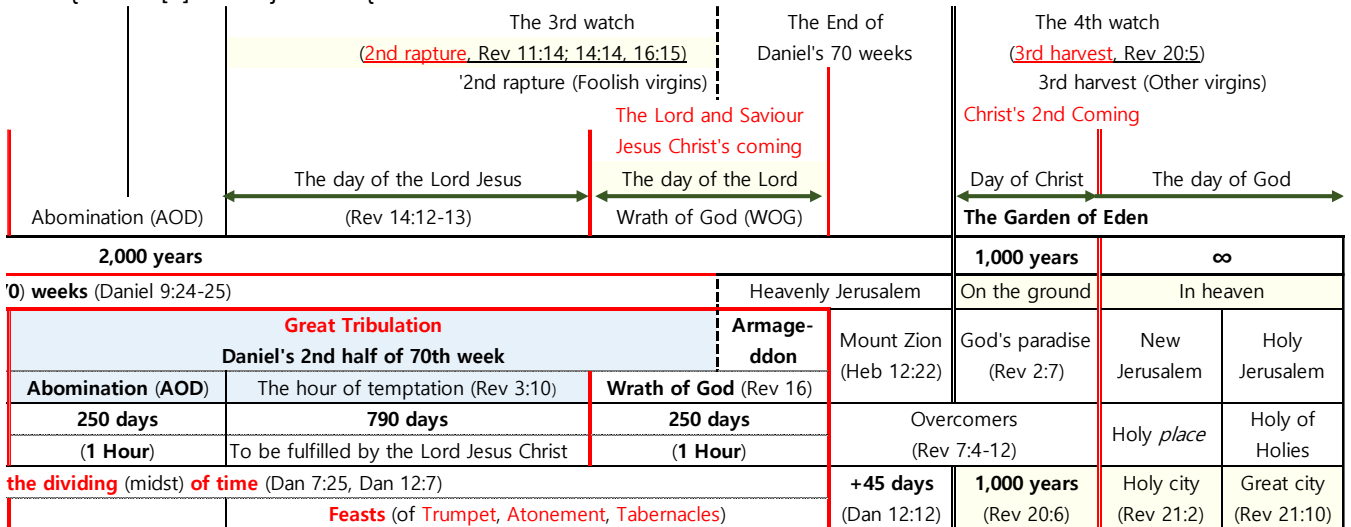 The 3rd watch
The End of
The 4th watch
(2nd rapture, Rev 11:14; 14:14, 16:15)
Daniel's 70 weeks
(3rd harvest, Rev 20:5)
'2nd rapture (Foolish virgins)
3rd harvest (Other virgins)
The Lord and Saviour
Christ's 2nd Coming
Jesus Christ's coming
The day of the Lord Jesus
The day of the Lord
Day of Christ
The day of God
Abomination (AOD)
(Rev 14:12-13)
Wrath of God (WOG)
The Garden of Eden
2,000 years
1,000 years
∞
0) weeks (Daniel 9:24-25)
Heavenly Jerusalem
On the ground
In heaven
Great Tribulation
Daniel's 2nd half of 70th week
Armage-
ddon
Mount Zion
(Heb 12:22)
God's paradise
(Rev 2:7)
New
Jerusalem
Holy
Jerusalem
Abomination (AOD)
The hour of temptation (Rev 3:10)
Wrath of God (Rev 16)
250 days
790 days
250 days
Overcomers
(Rev 7:4-12)
Holy place
Holy of
Holies
(1 Hour)
To be fulfilled by the Lord Jesus Christ
(1 Hour)
the dividing (midst) of time (Dan 7:25, Dan 12:7)
+45 days
1,000 years
Holy city
Great city
Feasts (of Trumpet, Atonement, Tabernacles)
(Dan 12:12)
(Rev 20:6)
(Rev 21:2)
(Rev 21:10)